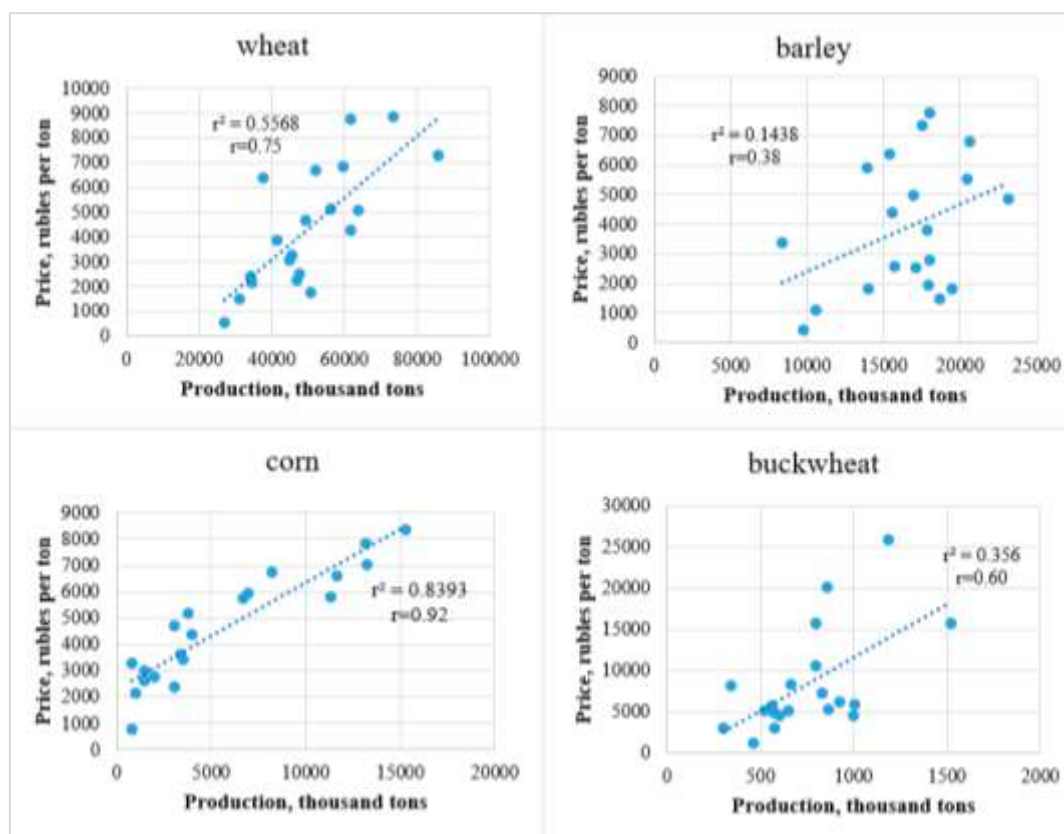 wheat
10000
9000
8000
7000
6000
5000
4000
3000
2000
1000
0
Price, rubles per ton
r² = 0.5568
r=0.75
0 20000 40000 60000 80000 100000
Production, thousand tons
barley
9000
8000
7000
6000
5000
4000
3000
2000
1000
0
Price, rubles per ton
r² = 0.1438
r=0.38
0 5000 10000 15000 20000 25000
Production, thousand tons
corn
9000
8000
7000
6000
5000
4000
3000
2000
1000
0
Price, rubles per ton
r² = 0.8393
r=0.92
0 5000 10000 15000 20000
Production, thousand tons
buckwheat
30000
25000
20000
15000
10000
5000
0
Price, rubles per ton
r² = 0.356
r=0.60
0 500 1000 1500 2000
Production, thousand tons